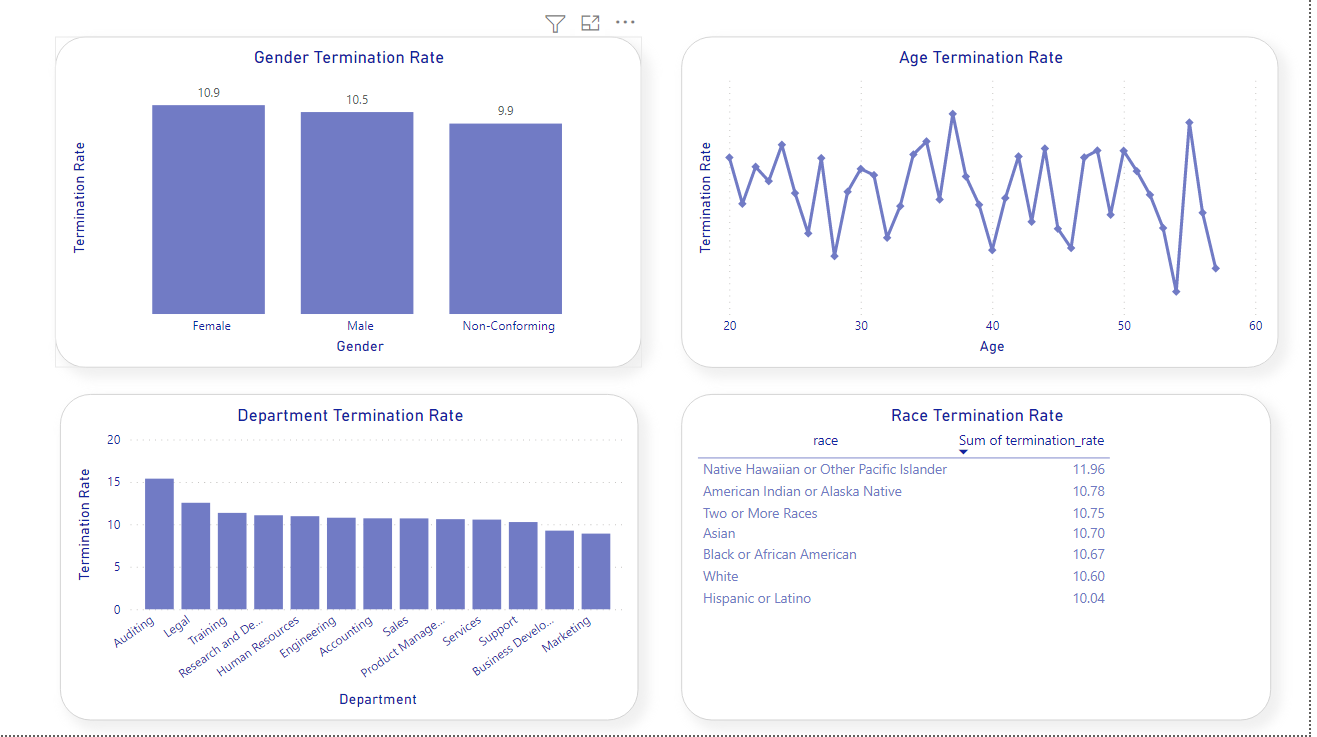 Gender Termination Rate
10.9
10.5
9.9
Termination Rate
Female Male Non-Conforming
Gender
Age Termination Rate
Termination Rate
20 30 40 50 60
Age
Department Termination Rate
20
15
10
5
0
Termination Rate
Auditing
Legal
Training
Research and De...
Human Resources
Engineering
Accounting
Sales
Product Manage...
Services
Support
Business Develo...
Marketing
Department
Race Termination Rate
race Sum of termination_rate
Native Hawaiian or Other Pacific Islander 11.96
American Indian or Alaska Native 10.78
Two or More Races 10.75
Asian 10.70
Black or African American 10.67
White 10.60
Hispanic or Latino 10.04